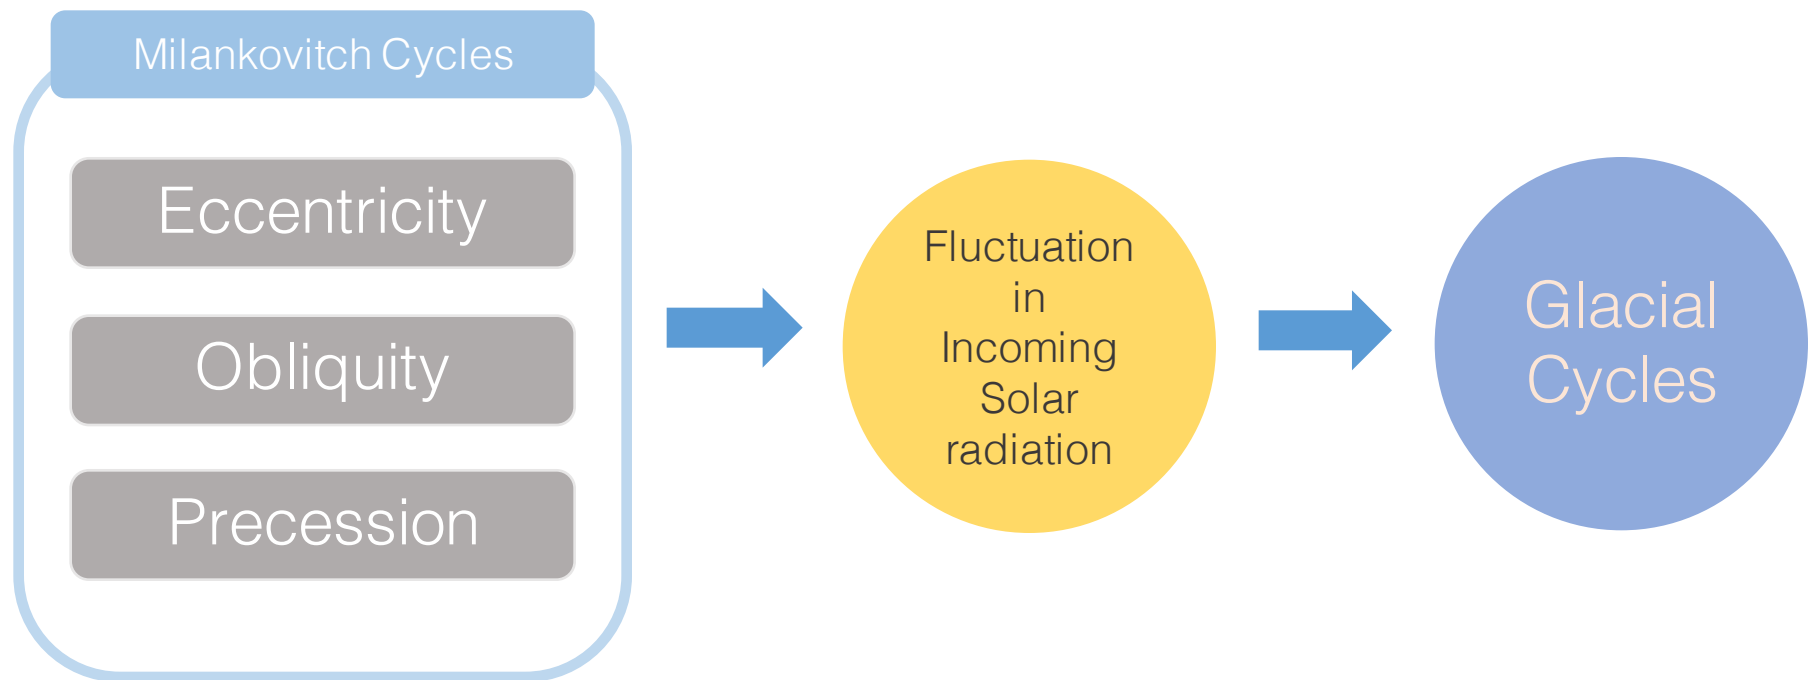 Milankovitch Cycles
Eccentricity
Obliquity
Precession
Fluctuation
in
Incoming
Solar
radiation
Glacial
Cycles